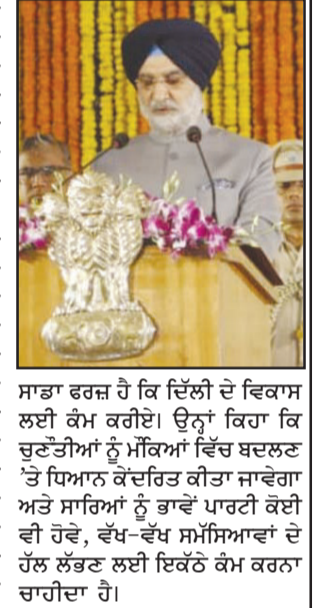 ਸਾਡਾ ਫਰਜ਼ ਹੈ ਕਿ ਦਿੱਲੀ ਦੇ ਵਿਕਾਸ
ਲਈ ਕੰਮ ਕਰੀਏ। ਉਨ੍ਹਾਂ ਕਿਹਾ ਕਿ
ਚੁਣੌਤੀਆਂ ਨੂੰ ਮੌਕਿਆਂ ਵਿੱਚ ਬਦਲਣ
'ਤੇ ਧਿਆਨ ਕੇਂਦਰਿਤ ਕੀਤਾ ਜਾਵੇਗਾ
ਅਤੇ ਸਾਰਿਆਂ ਨੂੰ ਭਾਵੇਂ ਪਾਰਟੀ ਕੋਈ
ਵੀ ਹੋਵੇ, ਵੱਖ-ਵੱਖ ਸਮੱਸਿਆਵਾਂ ਦੇ
ਹੱਲ ਲੱਭਣ ਲਈ ਇਕੱਠੇ ਕੰਮ ਕਰਨਾ
ਚਾਹੀਦਾ ਹੈ।